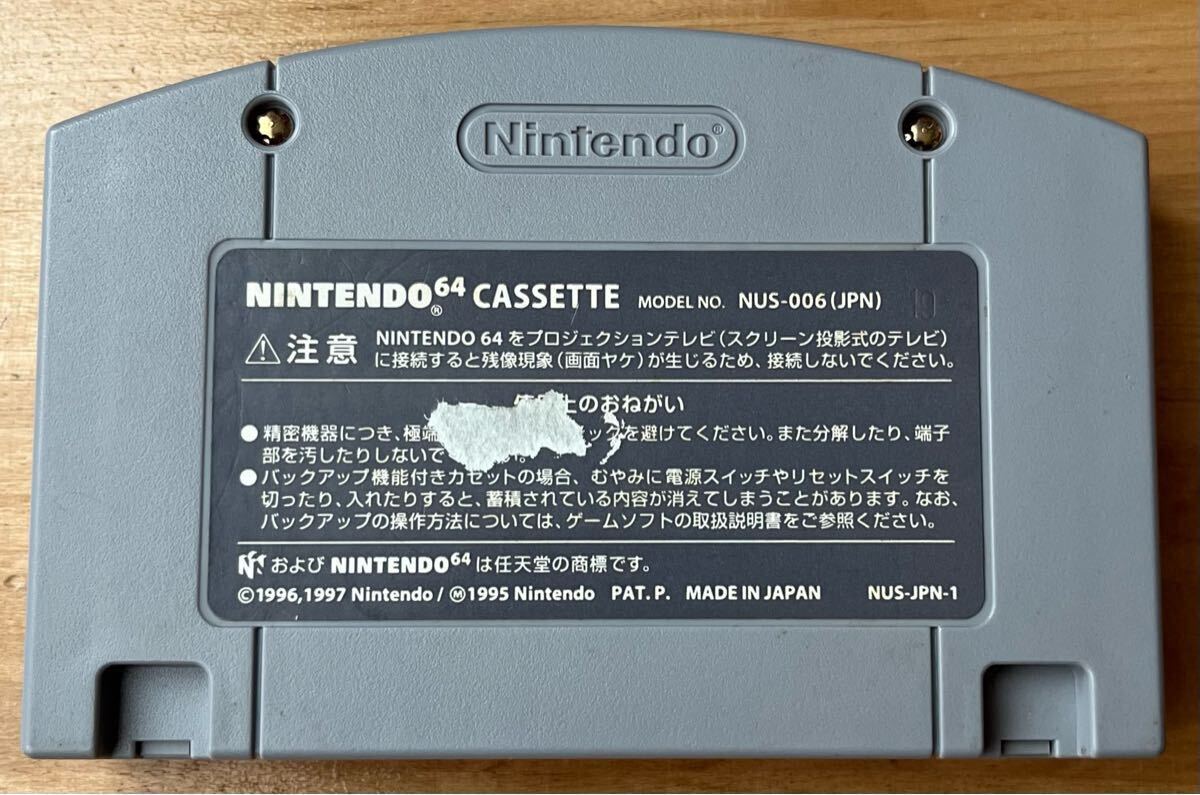 Nintendo®
NINTENDO®64 CASSETTE MODEL NO. NUS-006(JPN)
⚠注意 NINTENDO 64をプロジェクションテレビ(スクリーン投影式のテレビ)
に接続すると残像現象(画面ヤケ)が生じるため、接続しないでください。
上のおねがい
●精密機器につき、極端 ックを避けてください。また分解したり、端子
部を汚したりしないで
●バックアップ機能付きカセットの場合、むやみに電源スイッチやリセットスイッチを
切ったり、入れたりすると、蓄積されている内容が消えてしまうことがあります。なお、
バックアップの操作方法については、ゲームソフトの取扱説明書をご参照ください。
および NINTENDO64 は任天堂の商標です。
©1996,1997 Nintendo / Ⓜ1995 Nintendo PAT. P. MADE IN JAPAN NUS-JPN-1